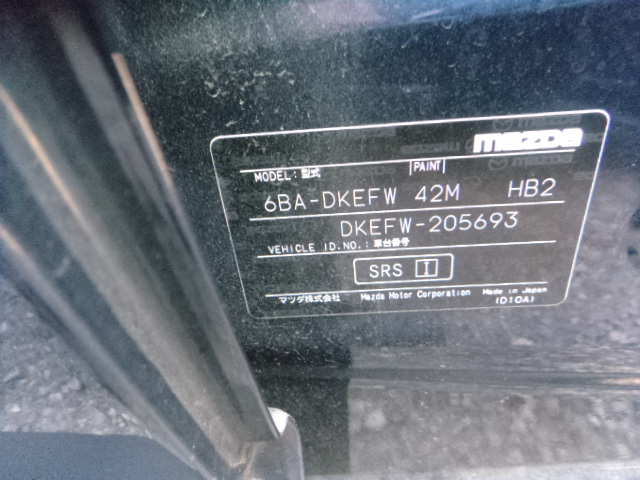 mazda
MODEL:型式 PAINT
6BA-DKEFW 42M HB2
DKEFW-205693
VEHICLE ID.NO.:車台番号
SRS I
マツダ株式会社 Mazda Motor Corporation Made in Japan
(D10A)